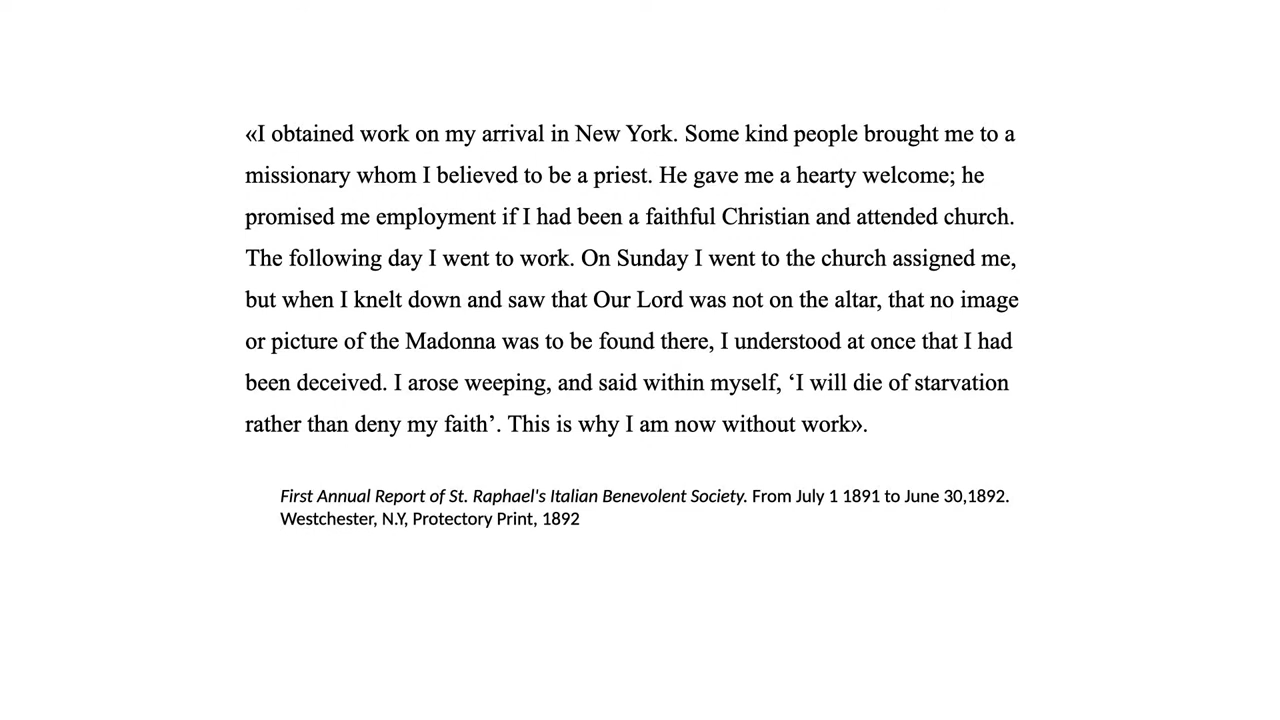 «I obtained work on my arrival in New York. Some kind people brought me to a
missionary whom I believed to be a priest. He gave me a hearty welcome; he
promised me employment if I had been a faithful Christian and attended church.
The following day I went to work. On Sunday I went to the church assigned me,
but when I knelt down and saw that Our Lord was not on the altar, that no image
or picture of the Madonna was to be found there, I understood at once that I had
been deceived. I arose weeping, and said within myself, ‘I will die of starvation
rather than deny my faith’. This is why I am now without work».
First Annual Report of St. Raphael's Italian Benevolent Society. From July 1 1891 to June 30,1892.
Westchester, N.Y, Protectory Print, 1892